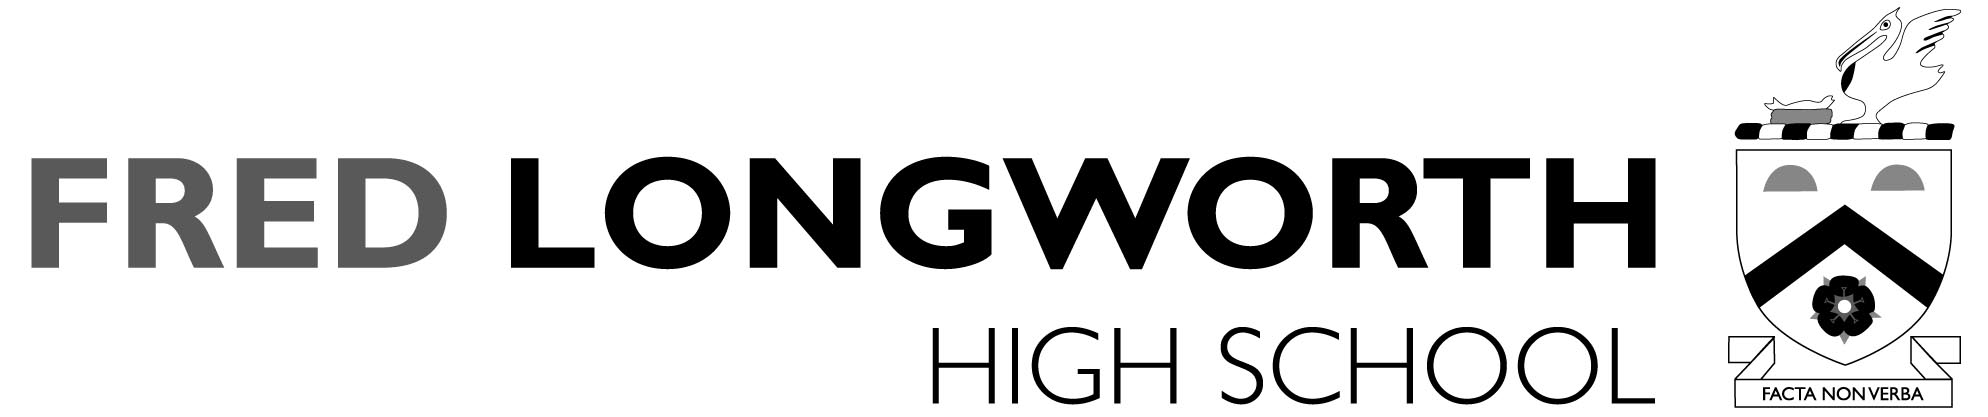 FRED LONGWORTH
HIGH SCHOOL
FACTA NON VERBA